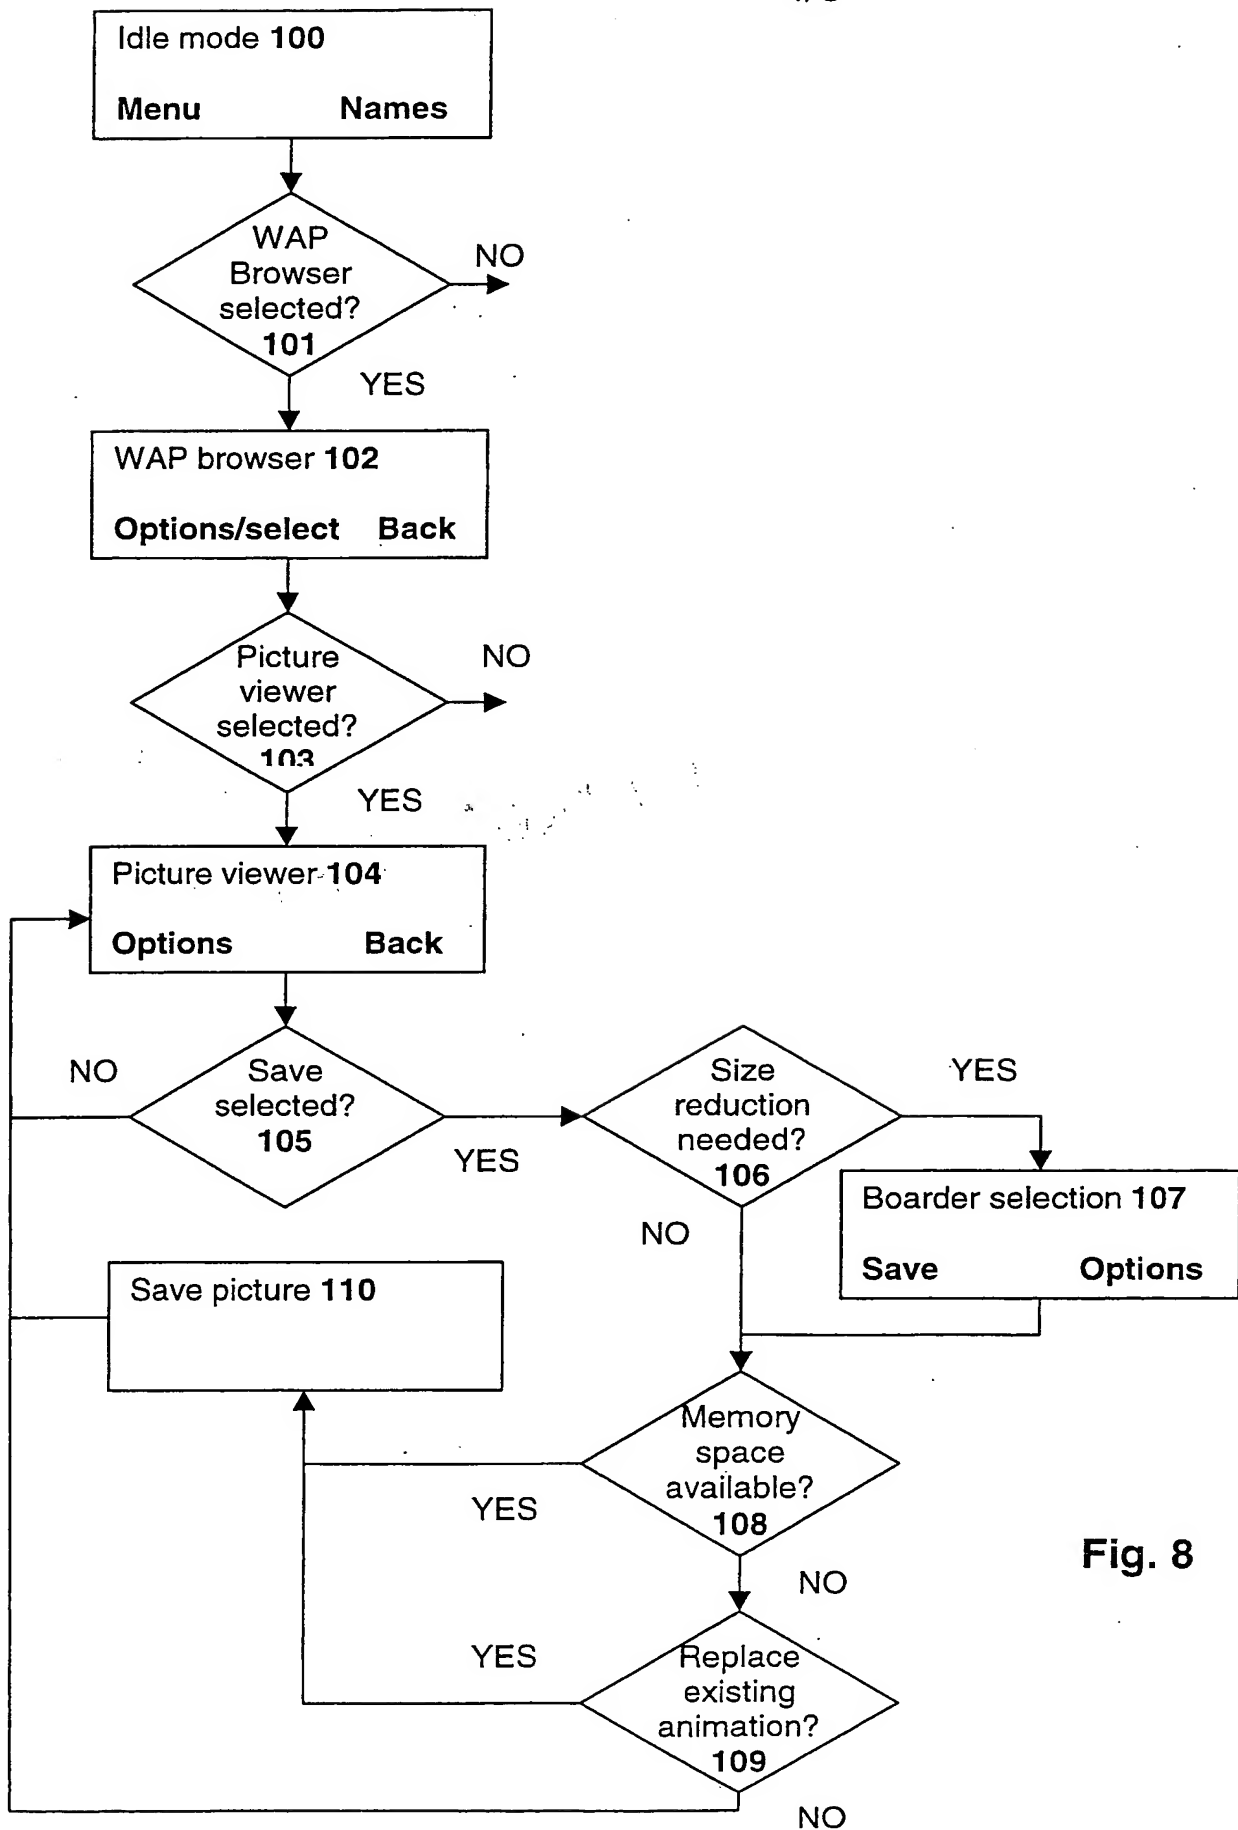 Idle mode 100
Menu Names
WAP
Browser
selected?
101
NO
YES
WAP browser 102
Options/select Back
Picture
viewer
selected?
103
NO
YES
Picture viewer 104
Options Back
Save
selected?
105
NO
YES
Size
reduction
needed?
106
YES
NO
Boarder selection 107
Save Options
Save picture 110
Memory
space
available?
108
YES
NO
Replace
existing
animation?
109
YES
NO
Fig. 8